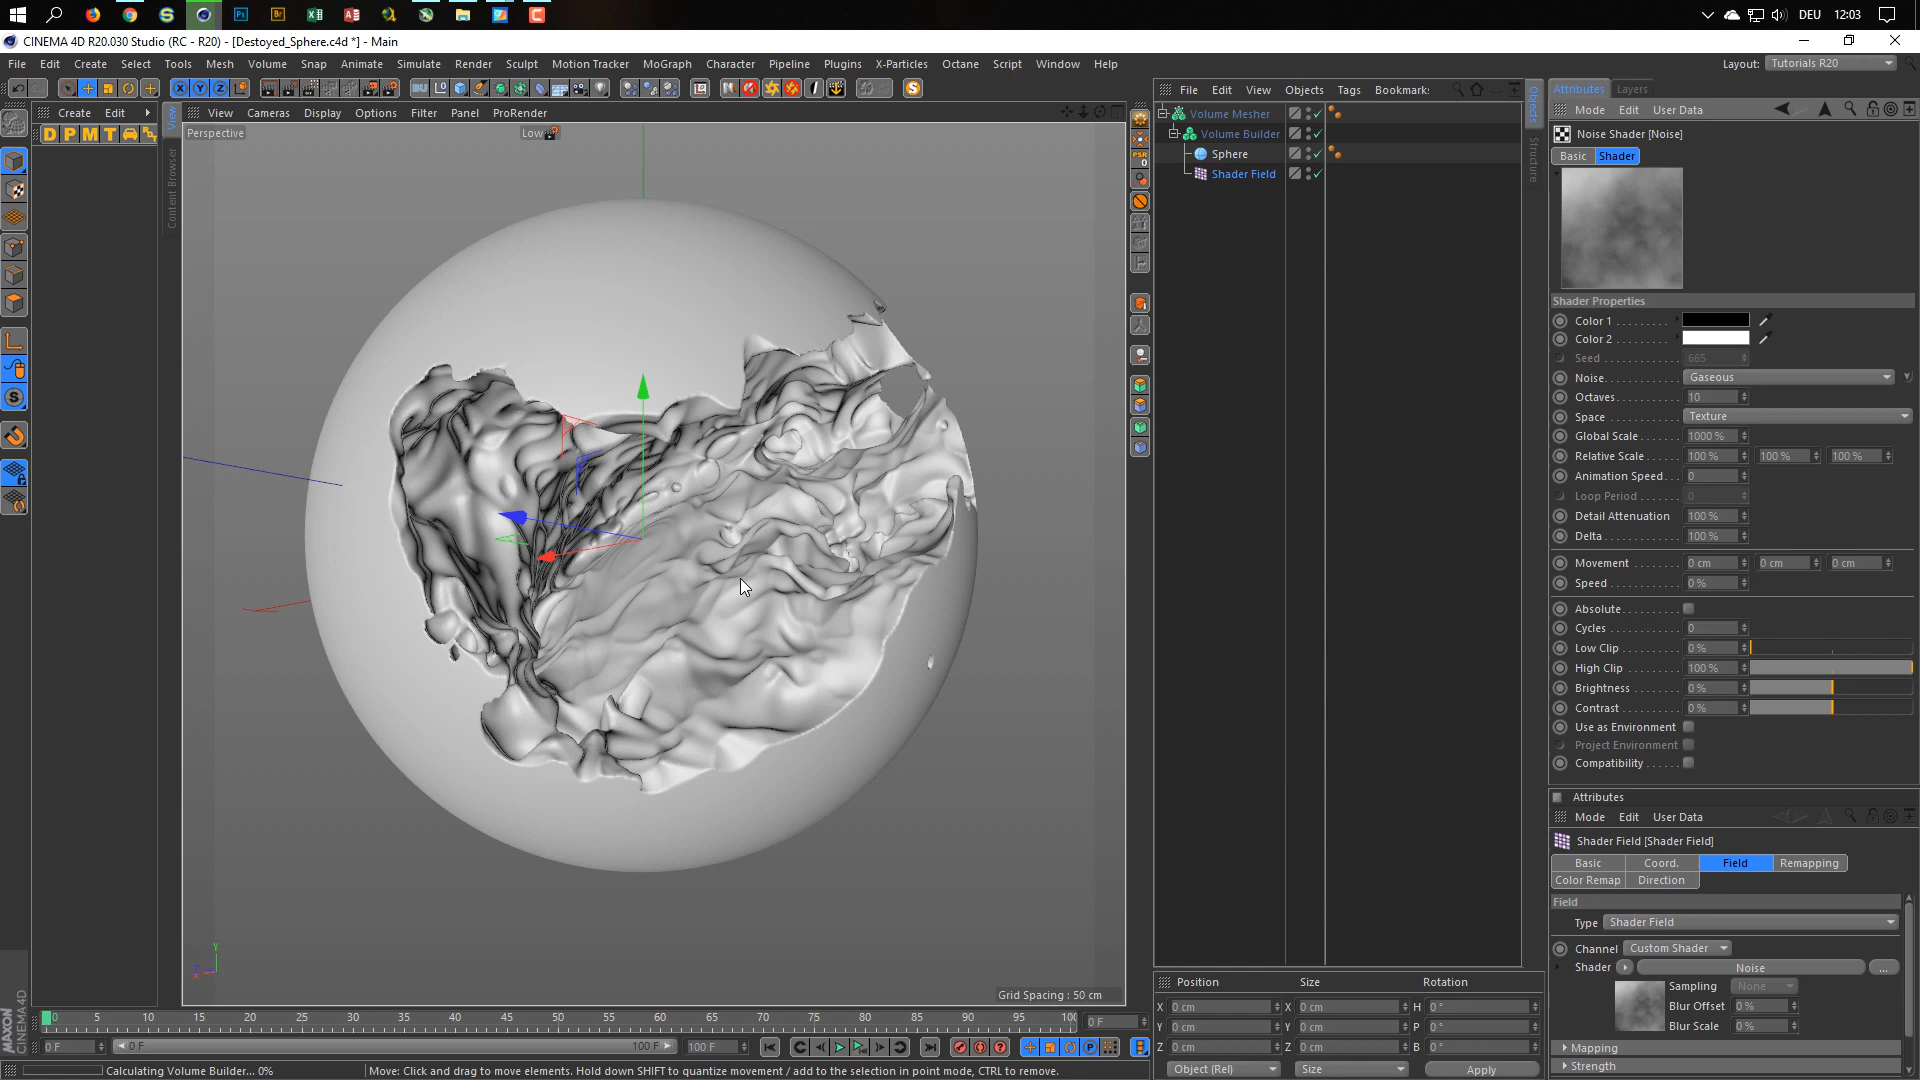 DEU 12:03
CINEMA 4D R20.030 Studio (RC - R20) - [Destoyed_Sphere.c4d *] - Main
File Edit Create Select Tools Mesh Volume Snap Animate Simulate Render Sculpt Motion Tracker MoGraph Character Pipeline Plugins X-Particles Octane Script Window Help
Layout: Tutorials R20
Create Edit
View Cameras Display Options Filter Panel ProRender
File Edit View Objects Tags Bookmark:
Attributes Layers
Mode Edit User Data
View
Content Browser
Objects
Structure
D P M T
PSR
0
Perspective
Low
Volume Mesher
Volume Builder
Sphere
Shader Field
Noise Shader [Noise]
Basic Shader
Shader Properties
Color 1
Color 2
Seed 665
Noise Gaseous
Octaves 10
Space Texture
Global Scale 1000 %
Relative Scale 100 % 100 % 100 %
Animation Speed 0
Loop Period 0
Detail Attenuation 100 %
Delta 100 %
Movement 0 cm 0 cm 0 cm
Speed 0 %
Absolute
Cycles 0
Low Clip 0 %
High Clip 100 %
Brightness 0 %
Contrast 0 %
Use as Environment
Project Environment
Compatibility
Attributes
Mode Edit User Data
Shader Field [Shader Field]
Basic Coord. Field Remapping
Color Remap Direction
Field
Type Shader Field
Channel Custom Shader
Shader Noise ...
Sampling None
Blur Offset 0 %
Blur Scale 0 %
Mapping
Strength
Y
Z
X
Grid Spacing : 50 cm
Position Size Rotation
X 0 cm X 0 cm H 0 °
Y 0 cm Y 0 cm P 0 °
Z 0 cm Z 0 cm B 0 °
Object (Rel) Size Apply
0 5 10 15 20 25 30 35 40 45 50 55 60 65 70 75 80 85 90 95 100
0 F
0 F 0 F 100 F 100 F
MAXON
CINEMA 4D
Calculating Volume Builder... 0%
Move: Click and drag to move elements. Hold down SHIFT to quantize movement / add to the selection in point mode, CTRL to remove.